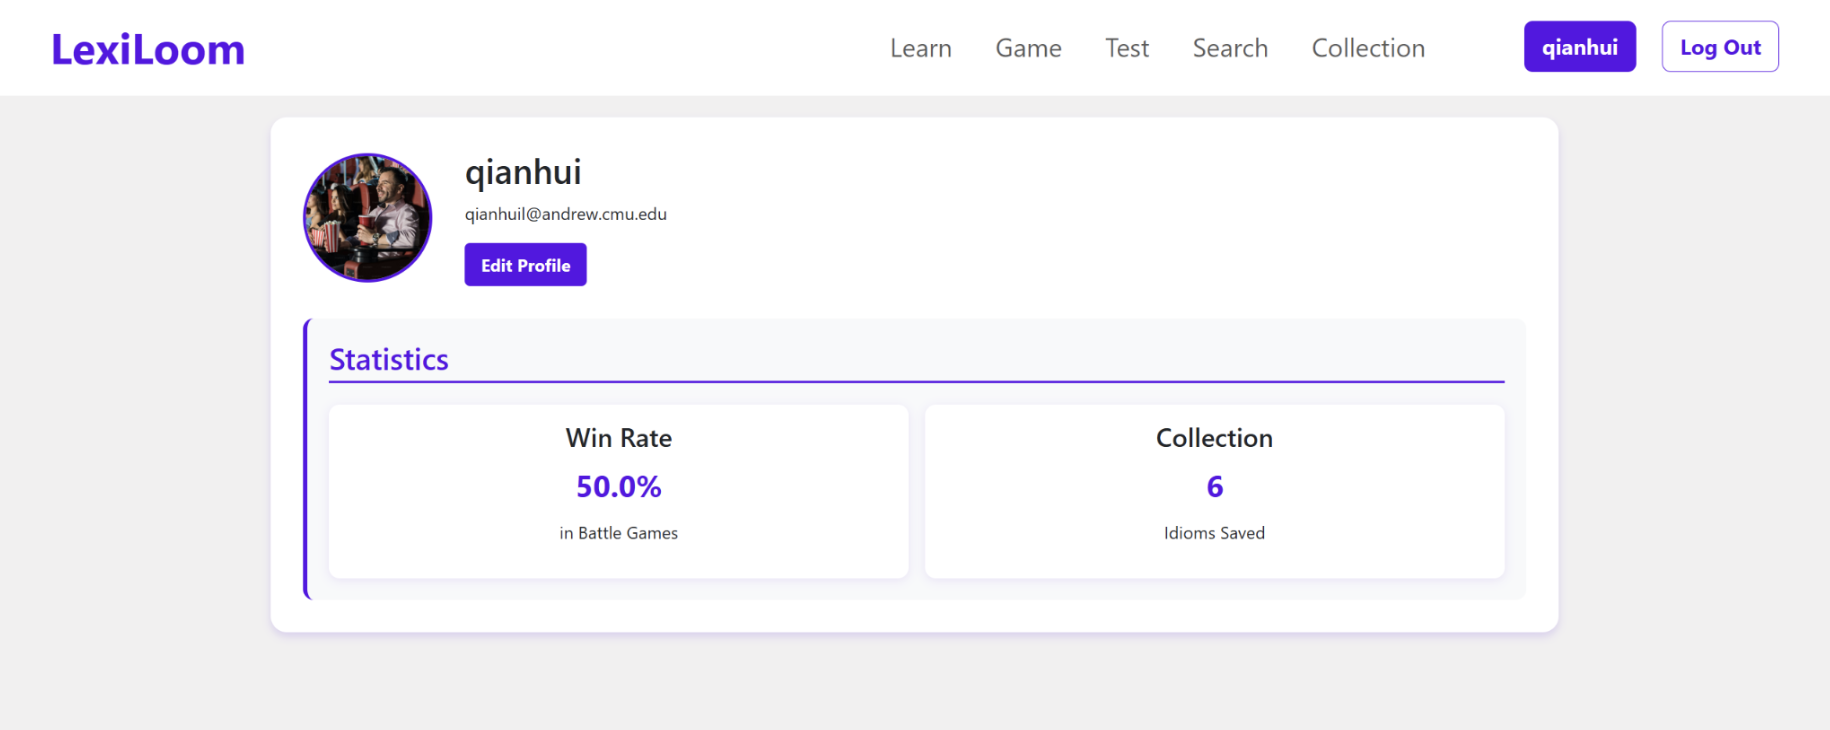 LexiLoom
Learn Game Test Search Collection qianhui Log Out
qianhui
qianhuil@andrew.cmu.edu
Edit Profile
Statistics
Win Rate
50.0%
in Battle Games
Collection
6
Idioms Saved